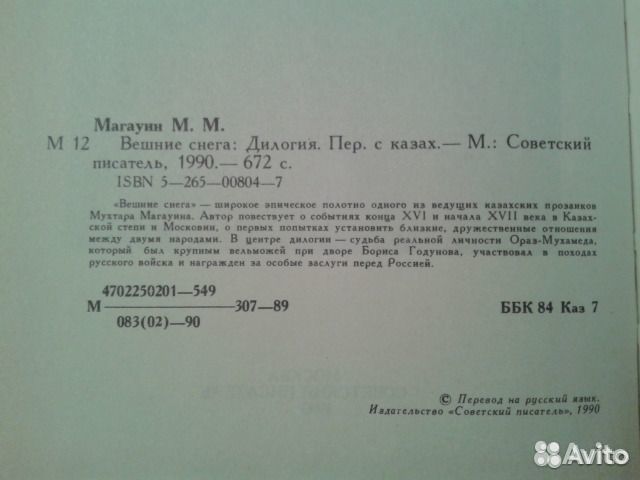 Магауин М. М.
М 12 Вешние снега: Дилогия. Пер. с казах.— М.: Советский
писатель, 1990.— 672 с.
ISBN 5—265—00804—7
«Вешние снега» — широкое эпическое полотно одного из ведущих казахских прозаиков
Мухтара Магауина. Автор повествует о событиях конца XVI и начала XVII века в Казах-
ской степи и Московии, о первых попытках установить близкие, дружественные отношения
между двумя народами. В центре дилогии — судьба реальной личности Ораз-Мухамеда,
который был крупным вельможей при дворе Бориса Годунова, участвовал в походах
русского войска и награжден за особые заслуги перед Россией.
4702250201—549
М 307—89 ББК 84 Каз 7
083(02)—90
© Перевод на русский язык.
Издательство «Советский писатель», 1990
Avito